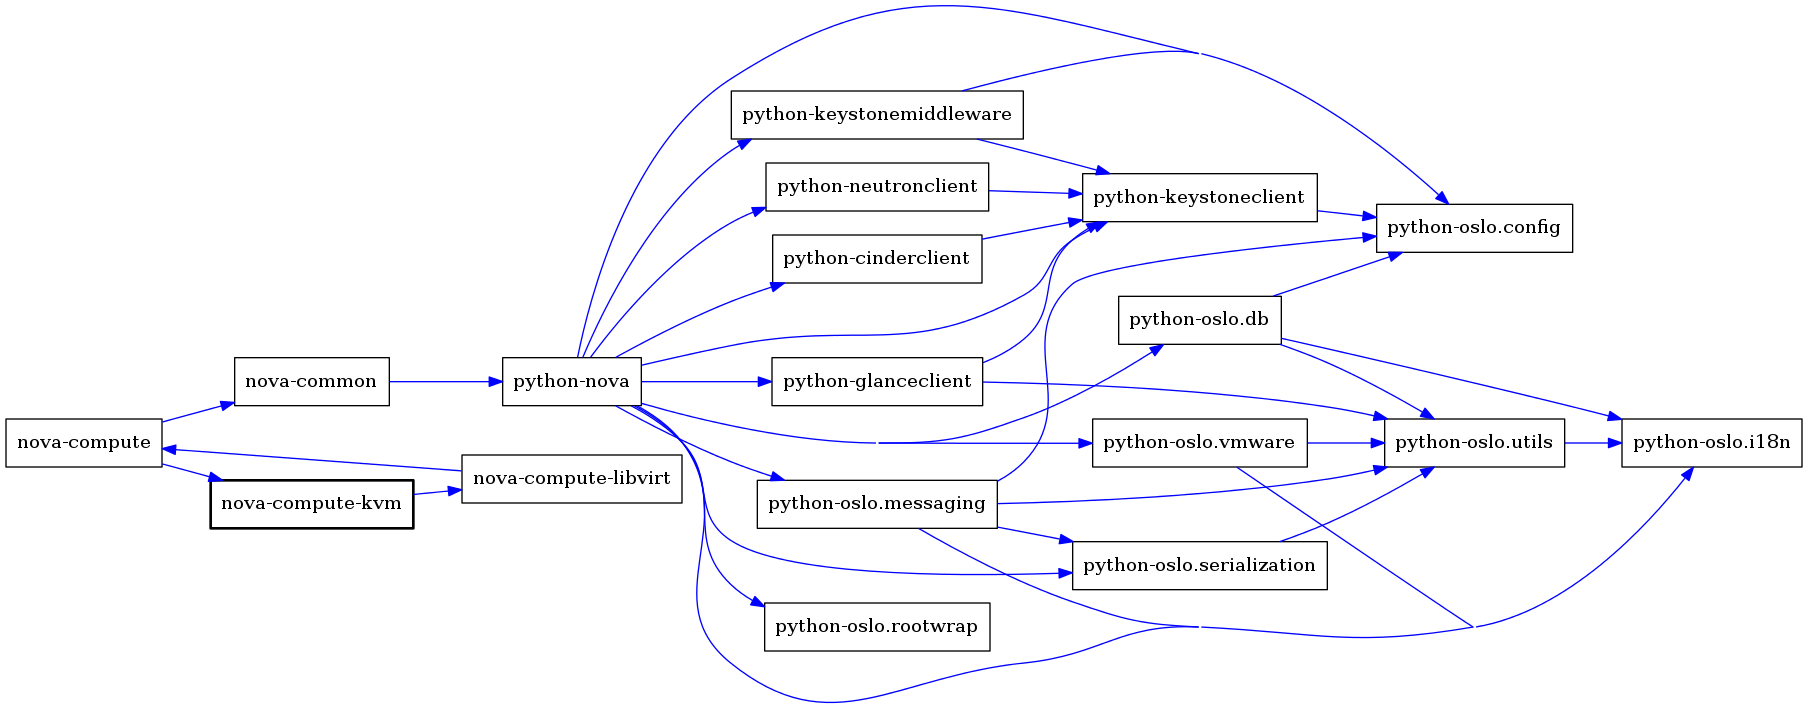 python-keystonemiddleware
python-neutronclient
python-keystoneclient
python-oslo.config
python-cinderclient
python-oslo.db
nova-common
python-nova
python-glanceclient
nova-compute
python-oslo.vmware
python-oslo.utils
python-oslo.i18n
nova-compute-libvirt
nova-compute-kvm
python-oslo.messaging
python-oslo.serialization
python-oslo.rootwrap